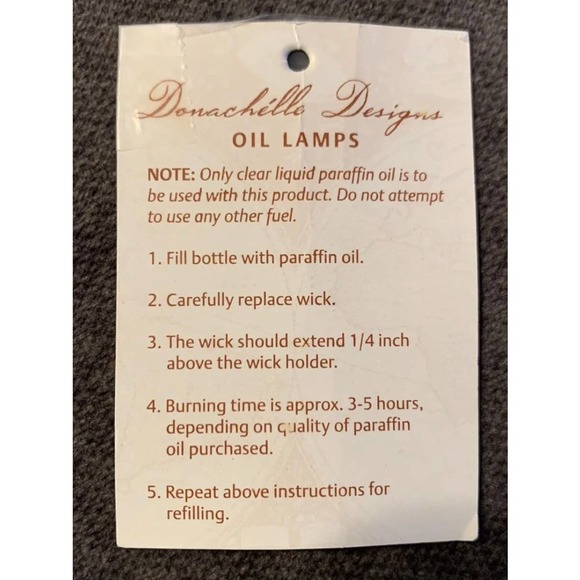 Donachéllo Designs
OIL LAMPS
NOTE: Only clear liquid paraffin oil is to
be used with this product. Do not attempt
to use any other fuel.
1. Fill bottle with paraffin oil.
2. Carefully replace wick.
3. The wick should extend 1/4 inch
above the wick holder.
4. Burning time is approx. 3-5 hours,
depending on quality of paraffin
oil purchased.
5. Repeat above instructions for
refilling.